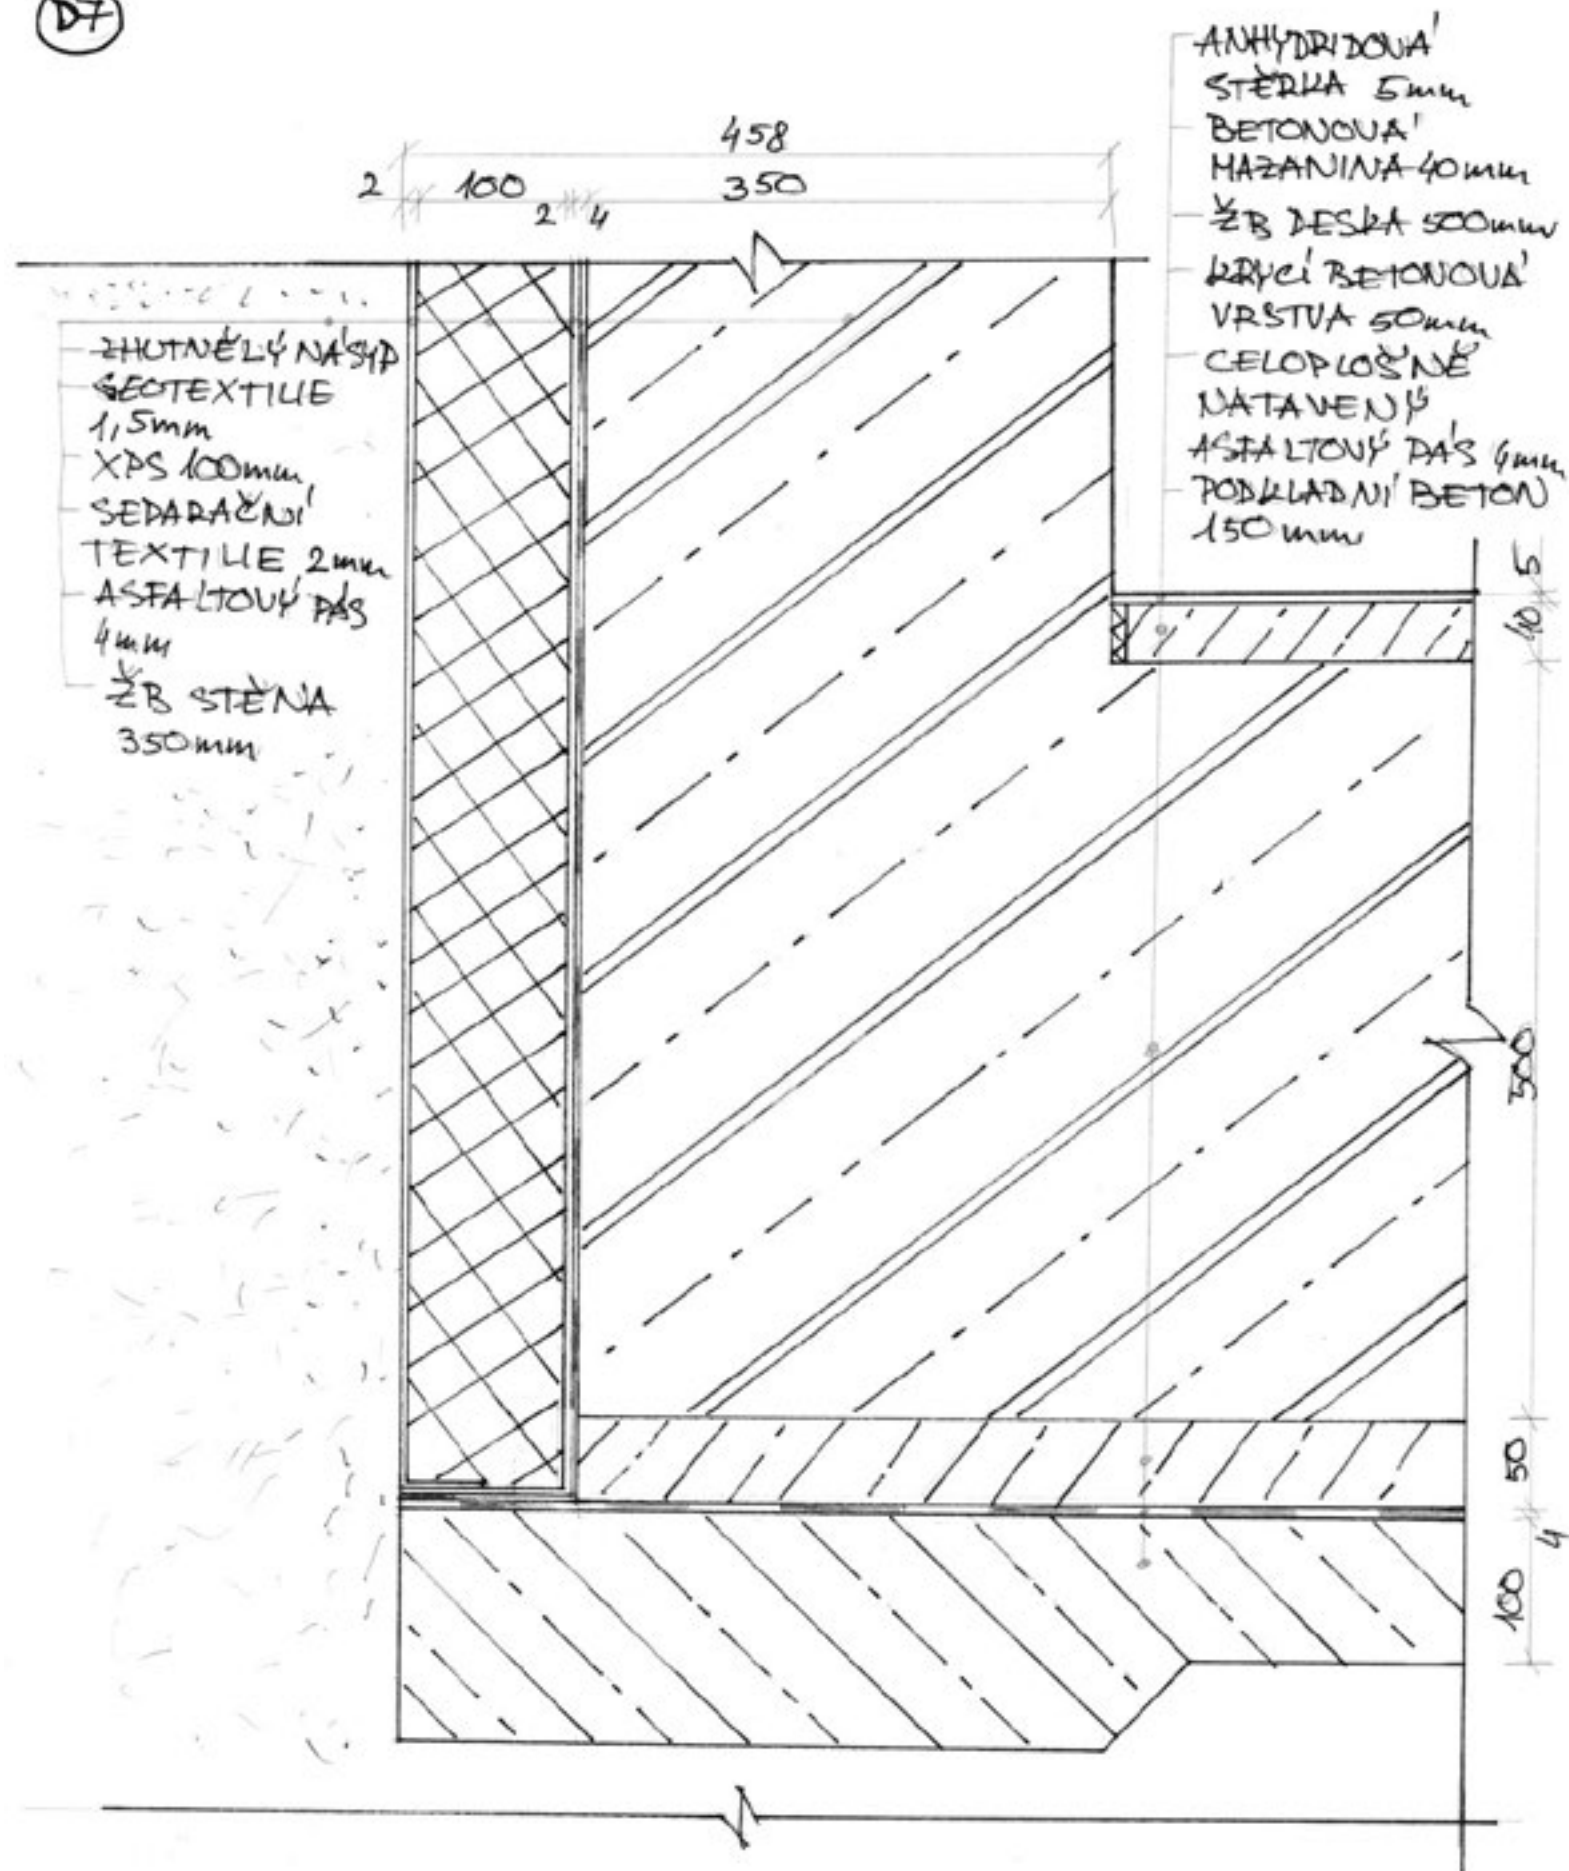 D7
ANHYDRIDOVÁ
STĚRKA 5mm
BETONOVÁ
MAZANINA 40mm
ŽB DESKA 500mm
KRYCÍ BETONOVÁ
VRSTVA 50mm
CELOPLOŠNĚ
NATAVENÝ
ASFALTOVÝ PÁS 4mm
PODKLADNÍ BETON
150mm
458
2 100 2 4 350
ZHUTNĚLÝ NÁSYP
GEOTEXTILIE
1,5mm
XPS 100mm
SEPARAČNÍ
TEXTILIE 2mm
ASFALTOVÝ PÁS
4mm
ŽB STĚNA
350mm
5
40
500
50
4
100